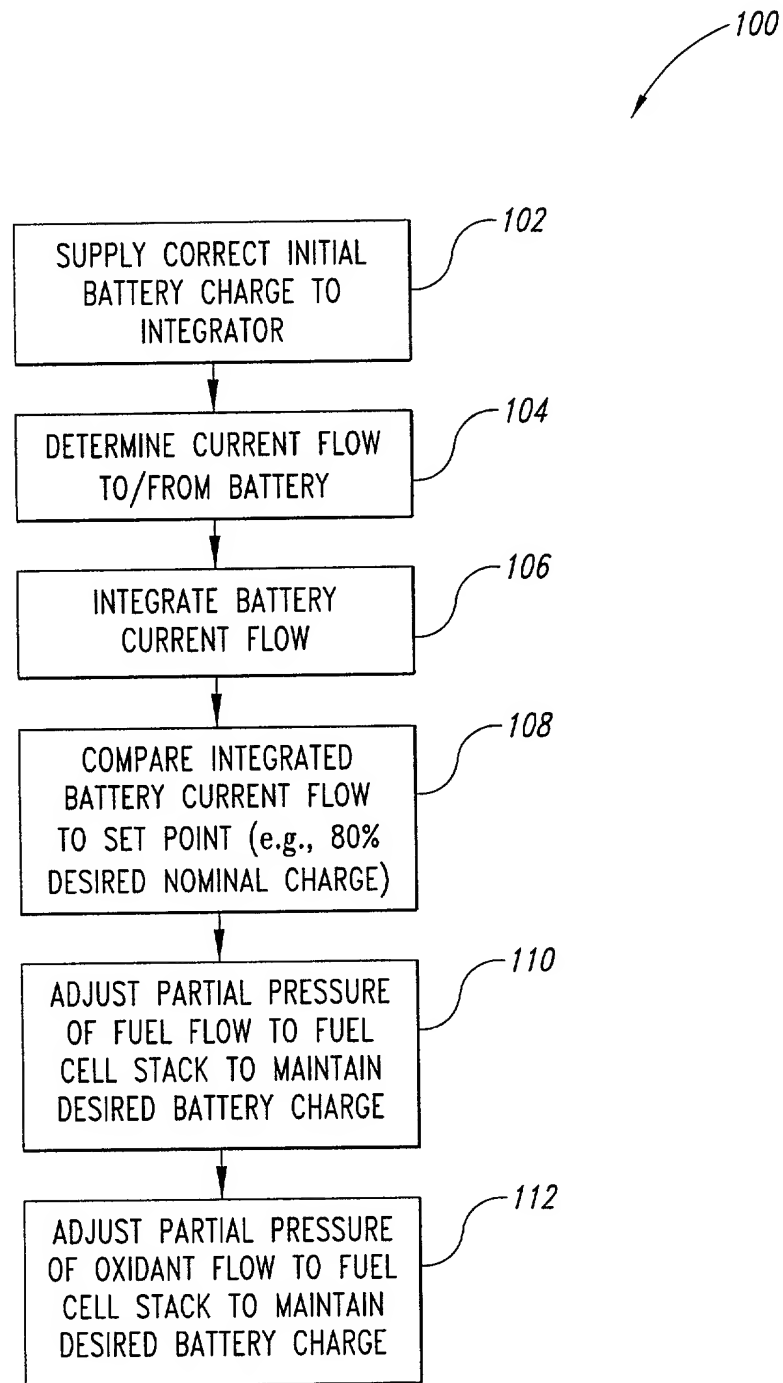 100
102
SUPPLY CORRECT INITIAL
BATTERY CHARGE TO
INTEGRATOR
104
DETERMINE CURRENT FLOW
TO/FROM BATTERY
106
INTEGRATE BATTERY
CURRENT FLOW
108
COMPARE INTEGRATED
BATTERY CURRENT FLOW
TO SET POINT (e.g., 80%
DESIRED NOMINAL CHARGE)
110
ADJUST PARTIAL PRESSURE
OF FUEL FLOW TO FUEL
CELL STACK TO MAINTAIN
DESIRED BATTERY CHARGE
112
ADJUST PARTIAL PRESSURE
OF OXIDANT FLOW TO FUEL
CELL STACK TO MAINTAIN
DESIRED BATTERY CHARGE